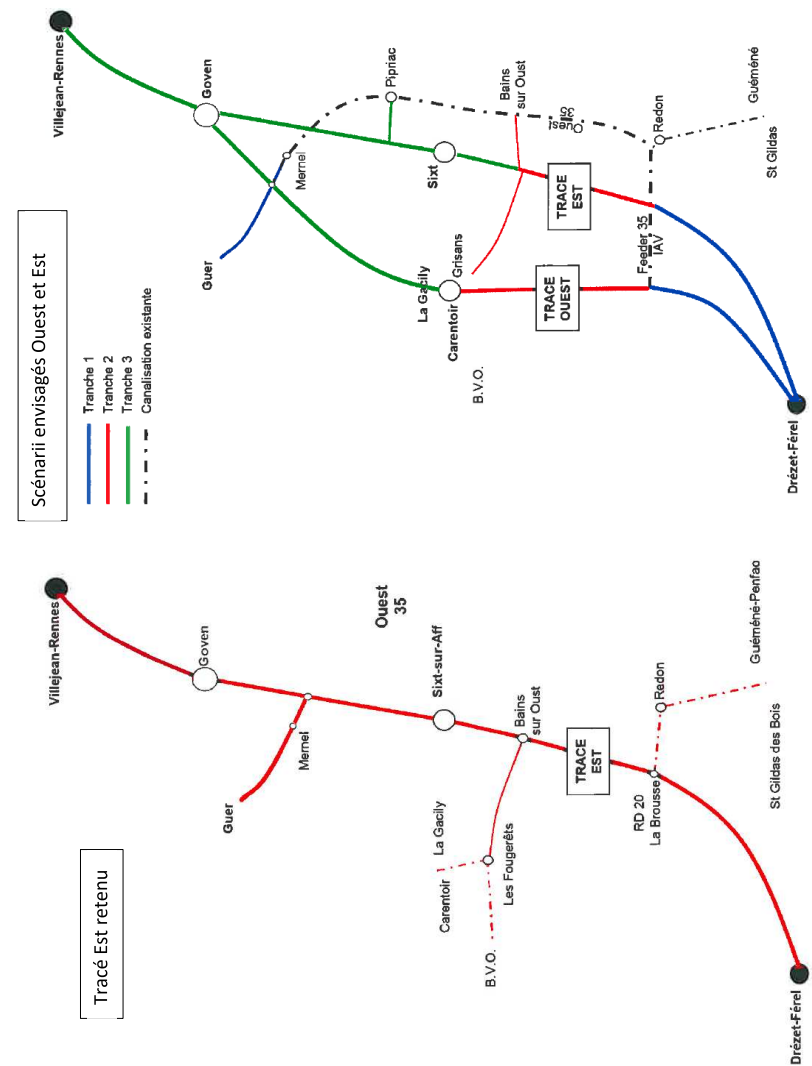 Scénarii envisagés Ouest et Est
Tranche 1
Tranche 2
Tranche 3
Canalisation existante
Villejean-Rennes
Goven
Guer
Mernel
Pipriac
Sixt
Bains
sur Oust
La Gacily
Carentoir
Grisans
B.V.O.
TRACE
OUEST
TRACE
EST
Feeder 35
IAV
Redon
St Gildas
Guéméné
Drézet-Férel
Tracé Est retenu
Villejean-Rennes
Goven
Guer
Mernel
Ouest
35
Sixt-sur-Aff
Bains
sur Oust
Carentoir
La Gacily
Les Fougerêts
B.V.O.
TRACE
EST
RD 20
La Brousse
Redon
St Gildas des Bois
Guéméné-Penfao
Drézet-Férel